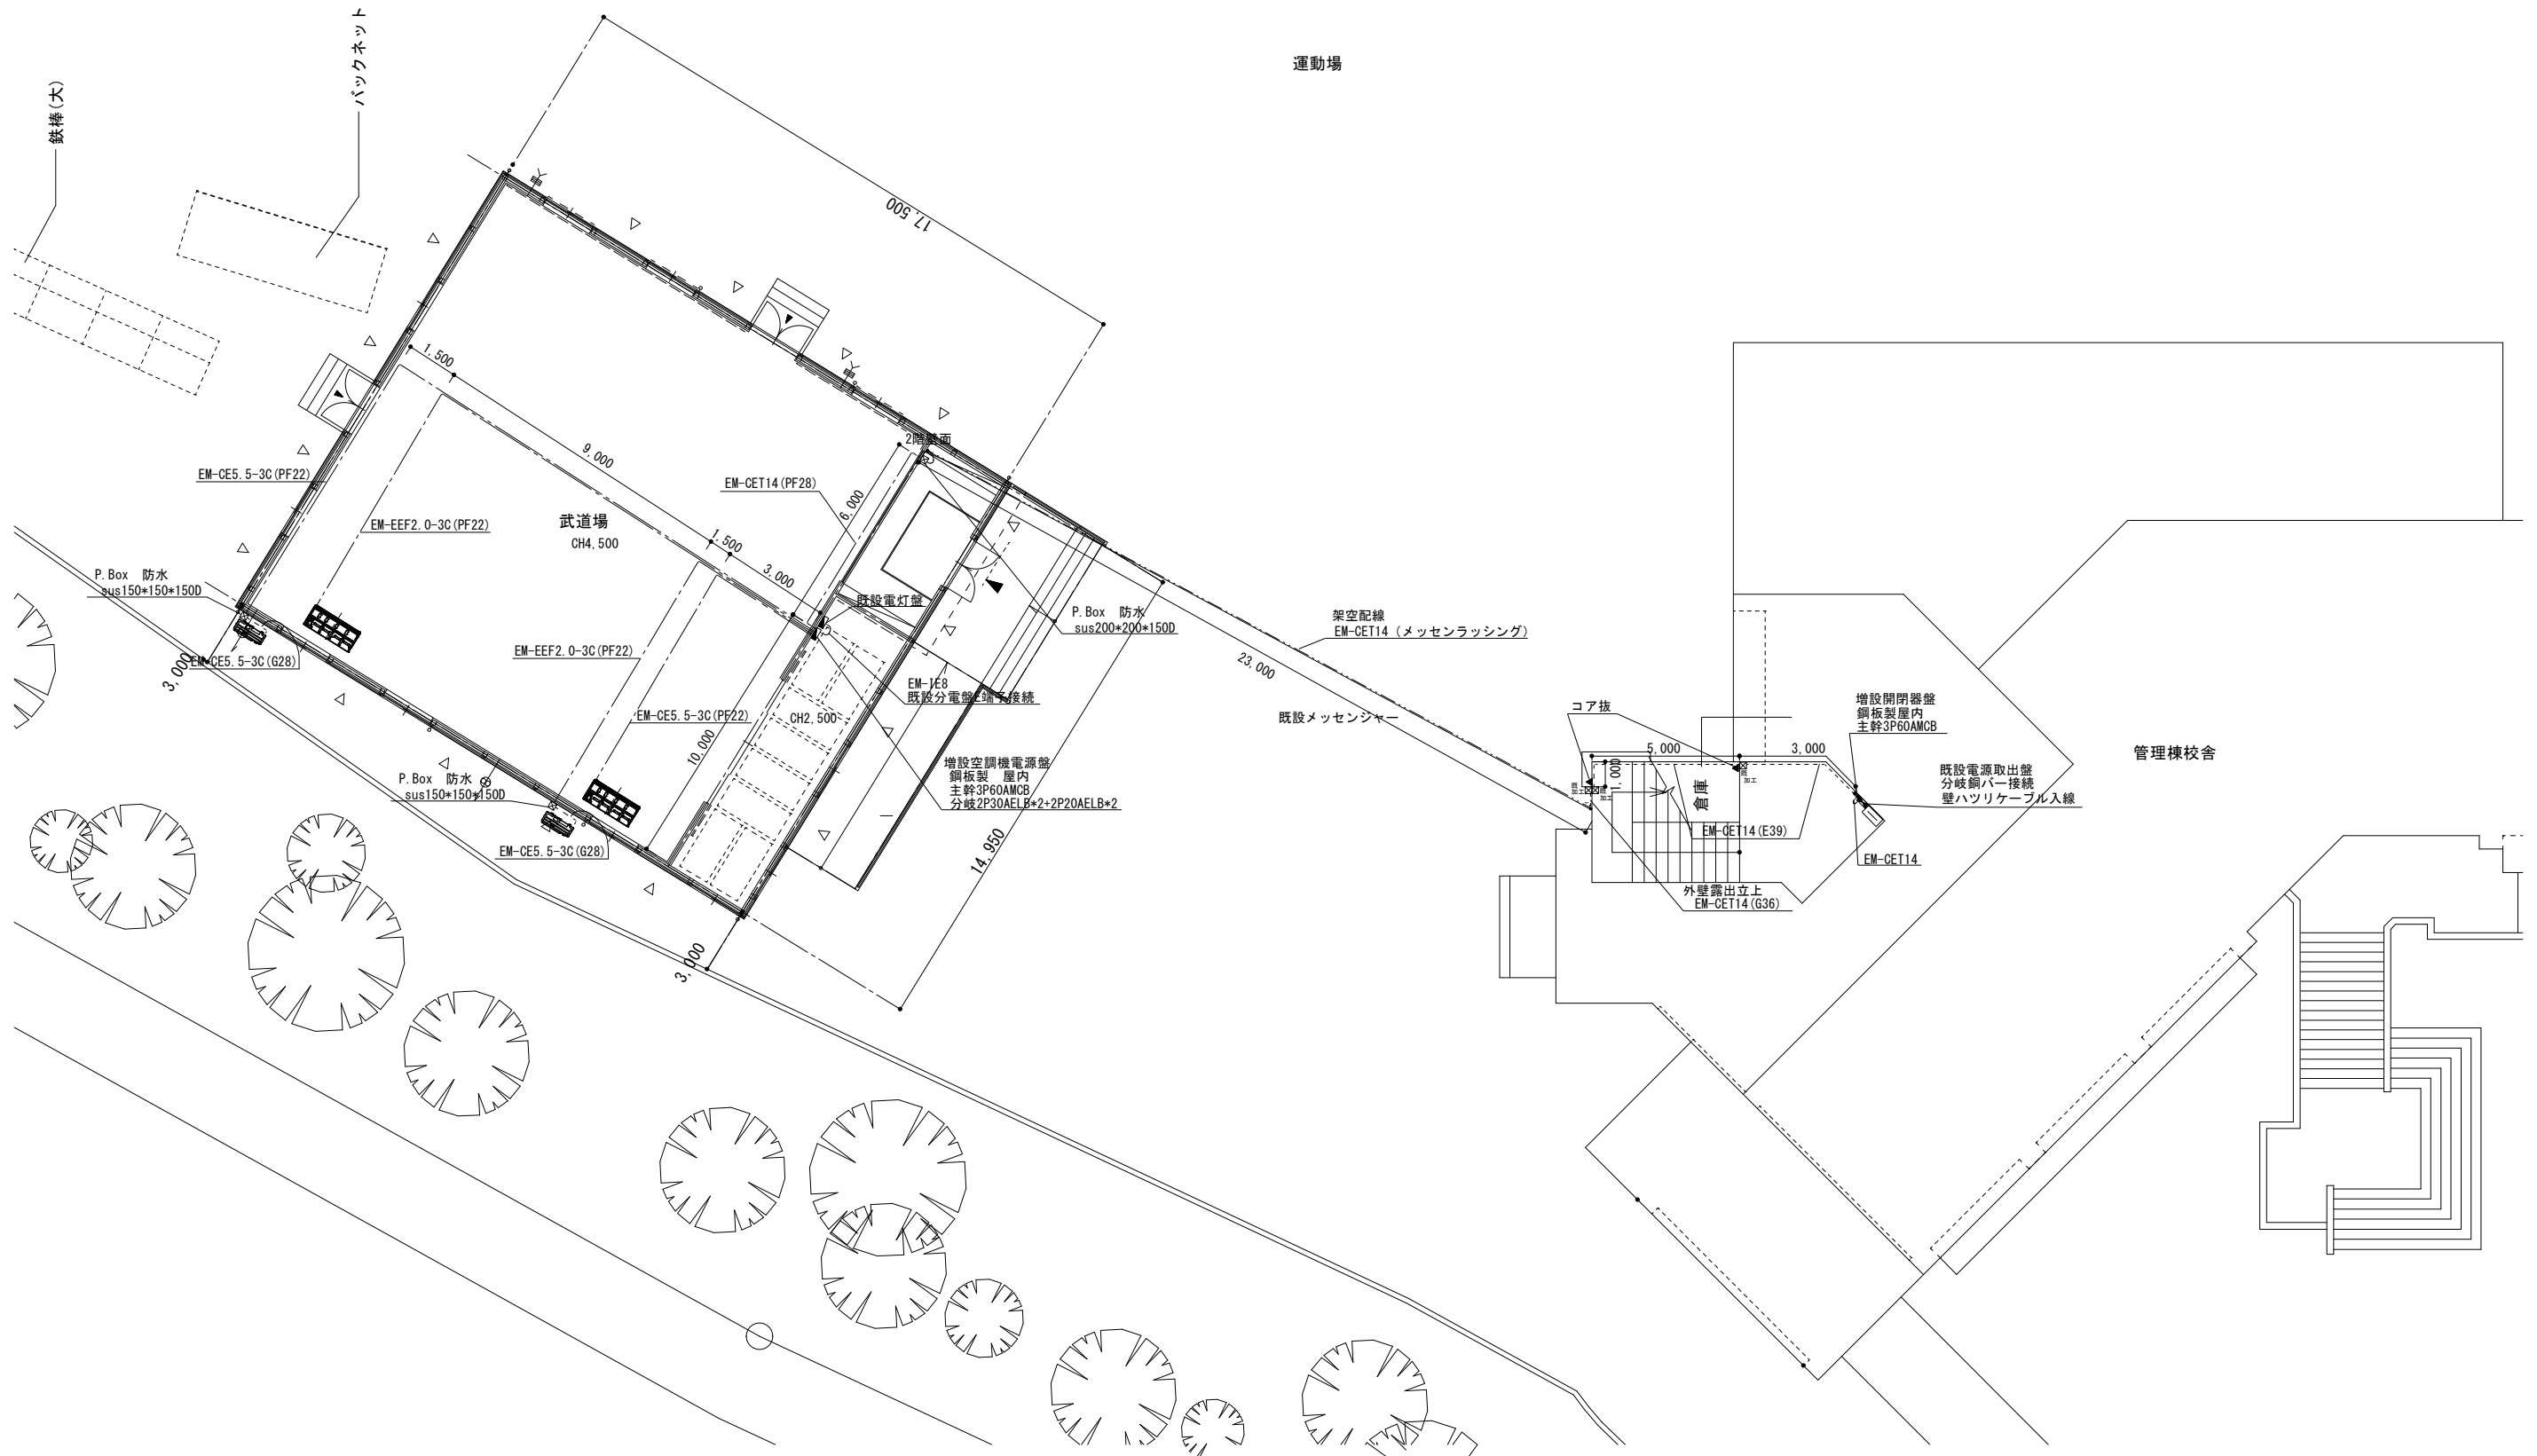 運動場
鉄棒(大)
バックネット
17,500
1,500
9,000
2階壁面
EM-CE5.5-3C(PF22)
EM-CET14(PF28)
6,000
EM-EEF2.0-3C(PF22)
武道場
CH4,500
1,500
3,000
P.Box 防水
sus150*150*150D
既設電灯盤
P.Box 防水
sus200*200*150D
架空配線
EM-CET14(メッセンラッシング)
23,000
EM-CE5.5-3C(G28)
3,000
EM-EEF2.0-3C(PF22)
EM-IE8
既設分電盤E端子接続
EM-CE5.5-3C(PF22)
CH2,500
既設メッセンジャー
10,000
コア抜
5,000
3,000
1,000
倉庫
増設開閉器盤
鋼板製屋内
主幹3P60AMCB
管理棟校舎
既設電源取出盤
分岐銅バー接続
壁ハツリケーブル入線
増設空調機電源盤
鋼板製 屋内
主幹3P60AMCB
分岐2P30AELB*2+2P20AELB*2
P.Box 防水
sus150*150*150D
EM-CET14(E39)
EM-CE5.5-3C(G28)
14,950
EM-CET14
外壁露出立上
EM-CET14(G36)
3,000